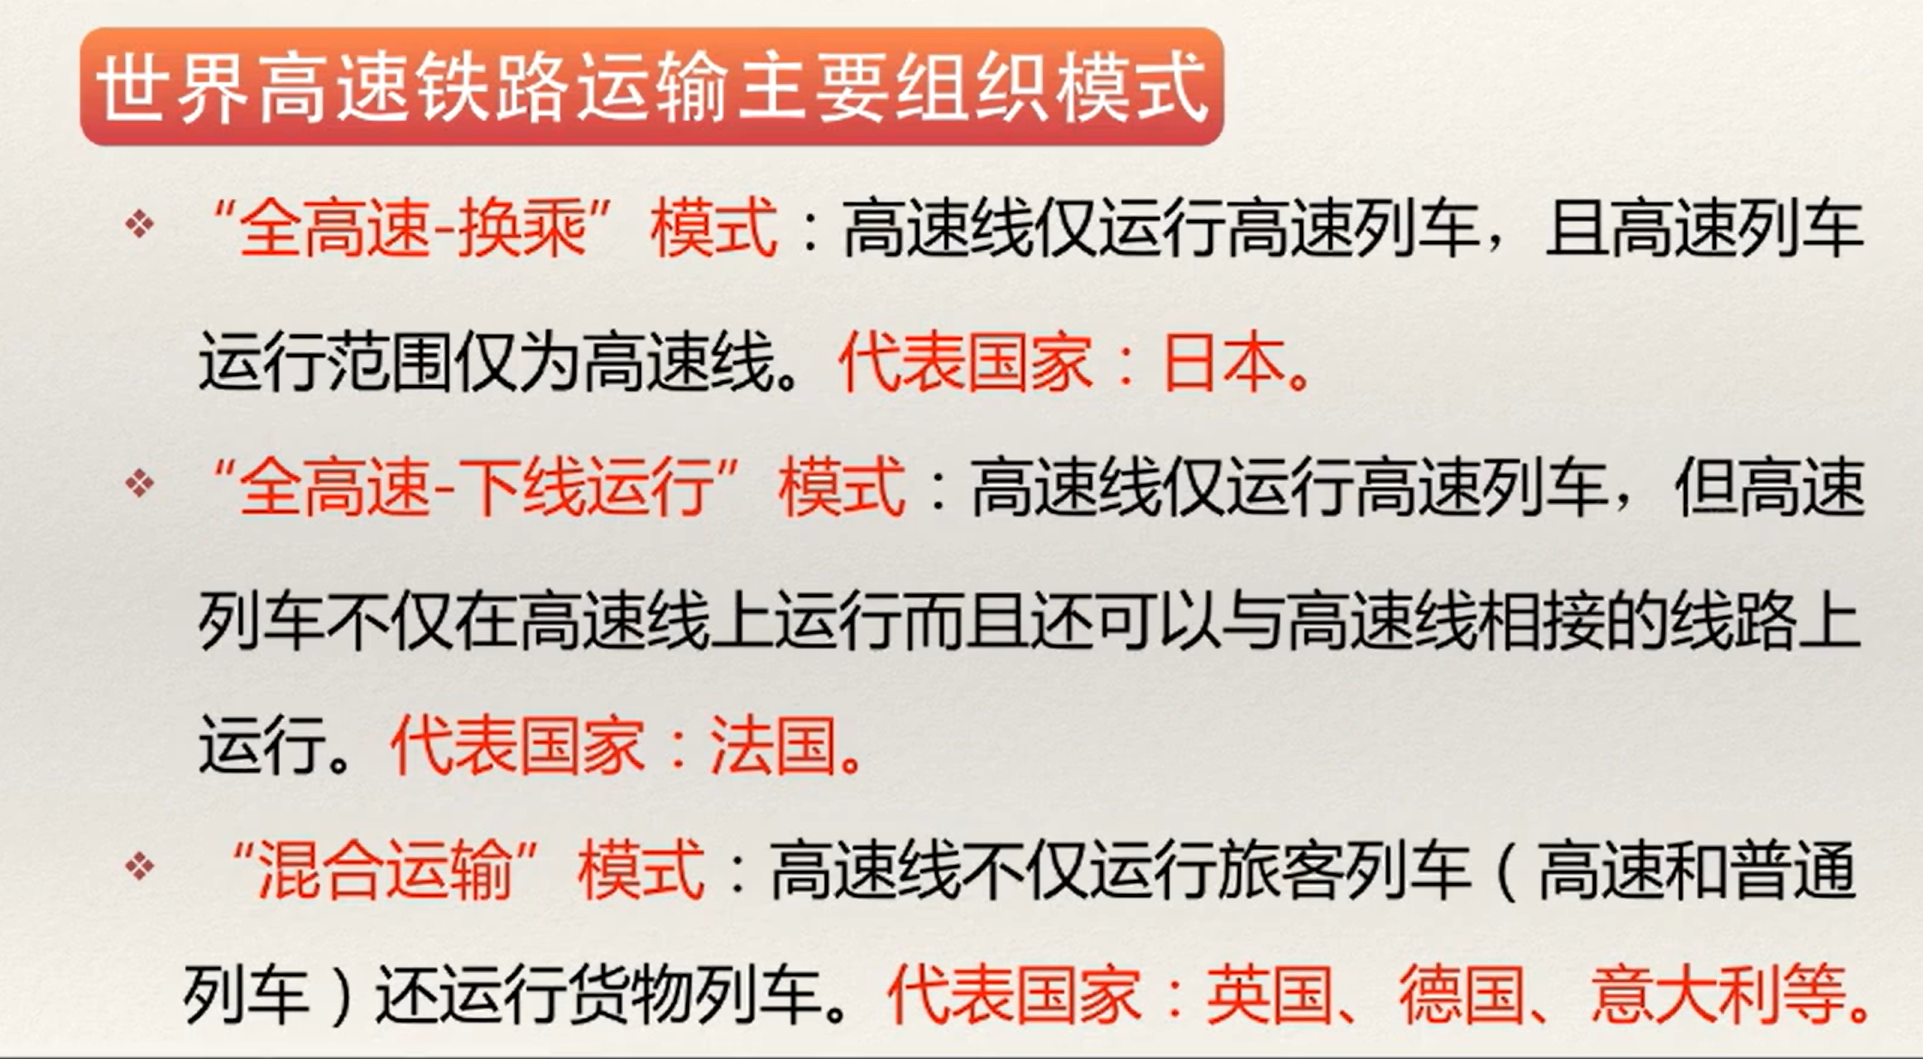 世界高速铁路运输主要组织模式
❖ “全高速-换乘”模式：高速线仅运行高速列车，且高速列车
运行范围仅为高速线。代表国家：日本。
❖ “全高速-下线运行”模式：高速线仅运行高速列车，但高速
列车不仅在高速线上运行而且还可以与高速线相接的线路上
运行。代表国家：法国。
❖ “混合运输”模式：高速线不仅运行旅客列车（高速和普通
列车）还运行货物列车。代表国家：英国、德国、意大利等。